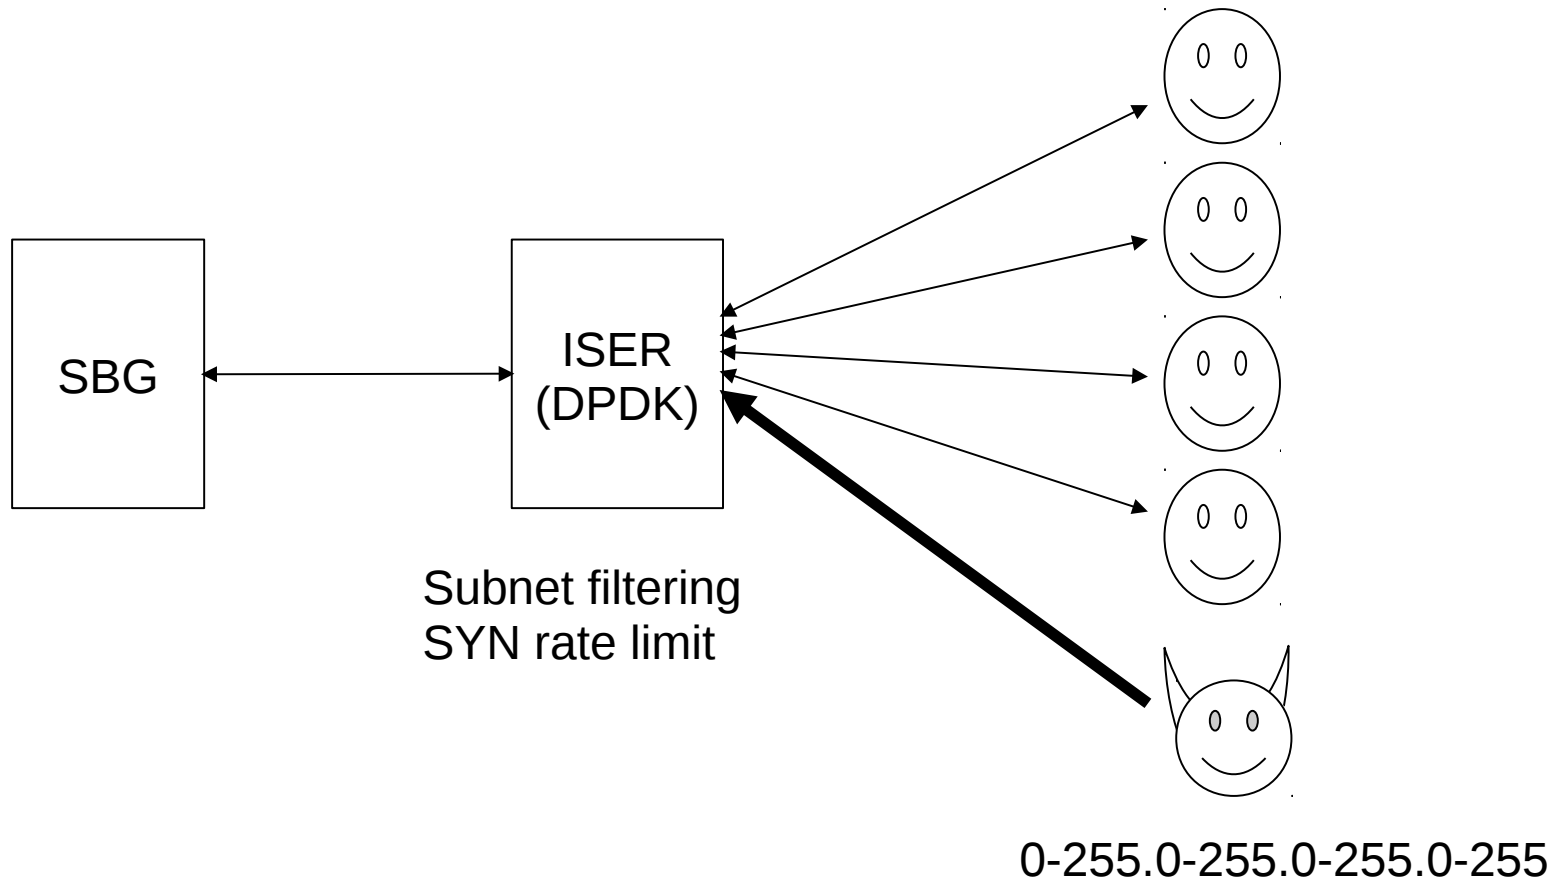 SBG
ISER
(DPDK)
Subnet filtering
SYN rate limit
0-255.0-255.0-255.0-255